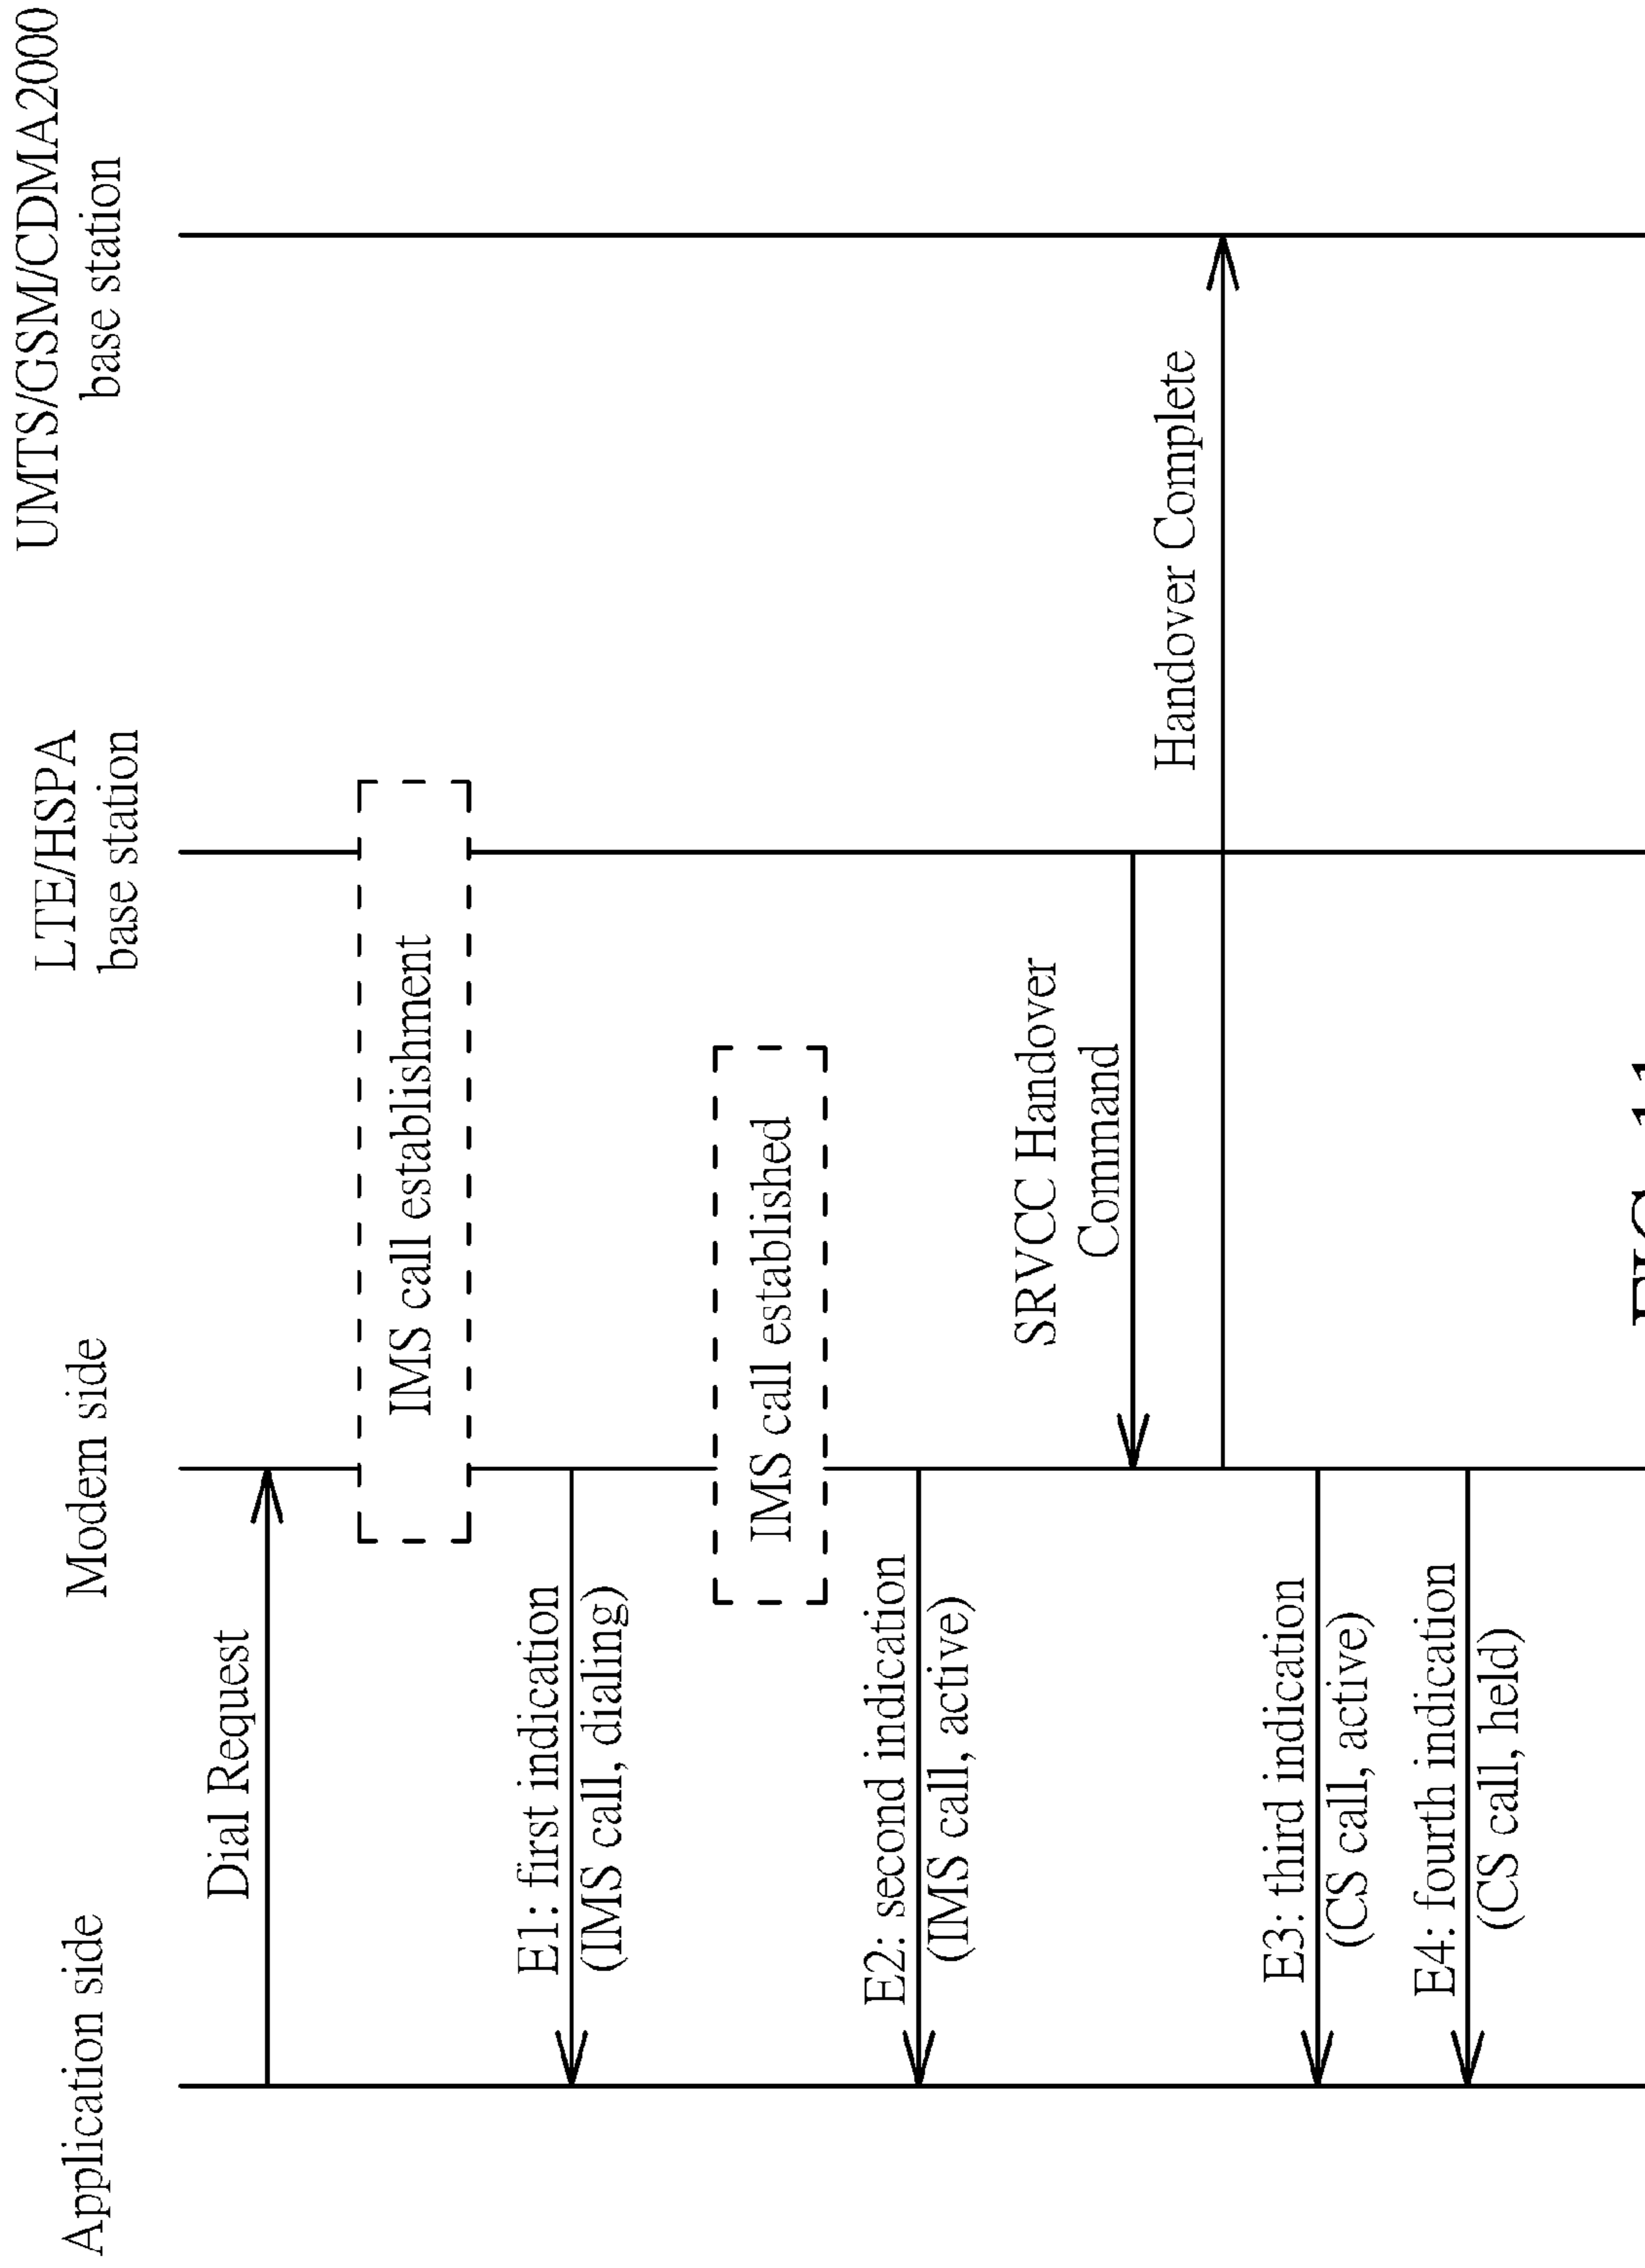 Application side
Modem side
LTE/HSPA
base station
UMTS/GSM/CDMA2000
base station
Dial Request
IMS call establishment
E1: first indication
(IMS call, dialing)
IMS call established
E2: second indication
(IMS call, active)
SRVCC Handover
Command
Handover Complete
E3: third indication
(CS call, active)
E4: fourth indication
(CS call, held)